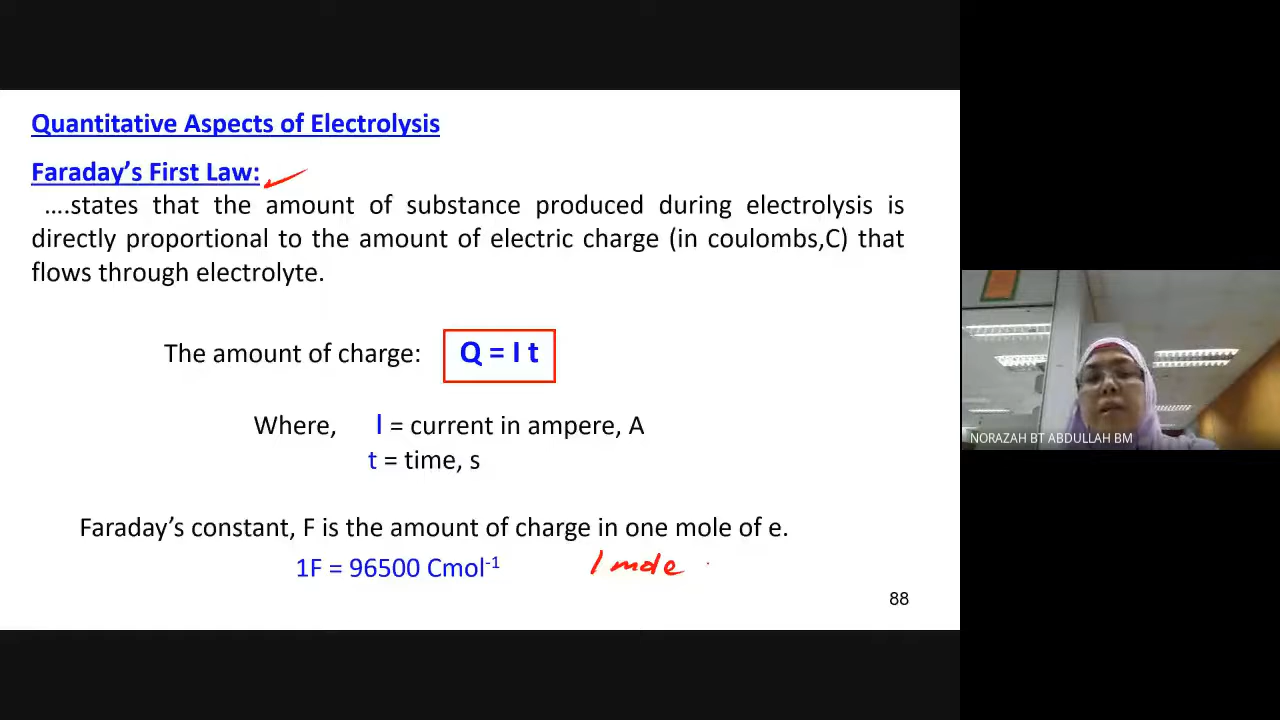 Quantitative Aspects of Electrolysis
Faraday's First Law:
....states that the amount of substance produced during electrolysis is
directly proportional to the amount of electric charge (in coulombs,C) that
flows through electrolyte.
The amount of charge: Q = I t
Where, I = current in ampere, A
t = time, s
Faraday's constant, F is the amount of charge in one mole of e.
1F = 96500 Cmol⁻¹ 1 mole
88
NORAZAH BT ABDULLAH BM